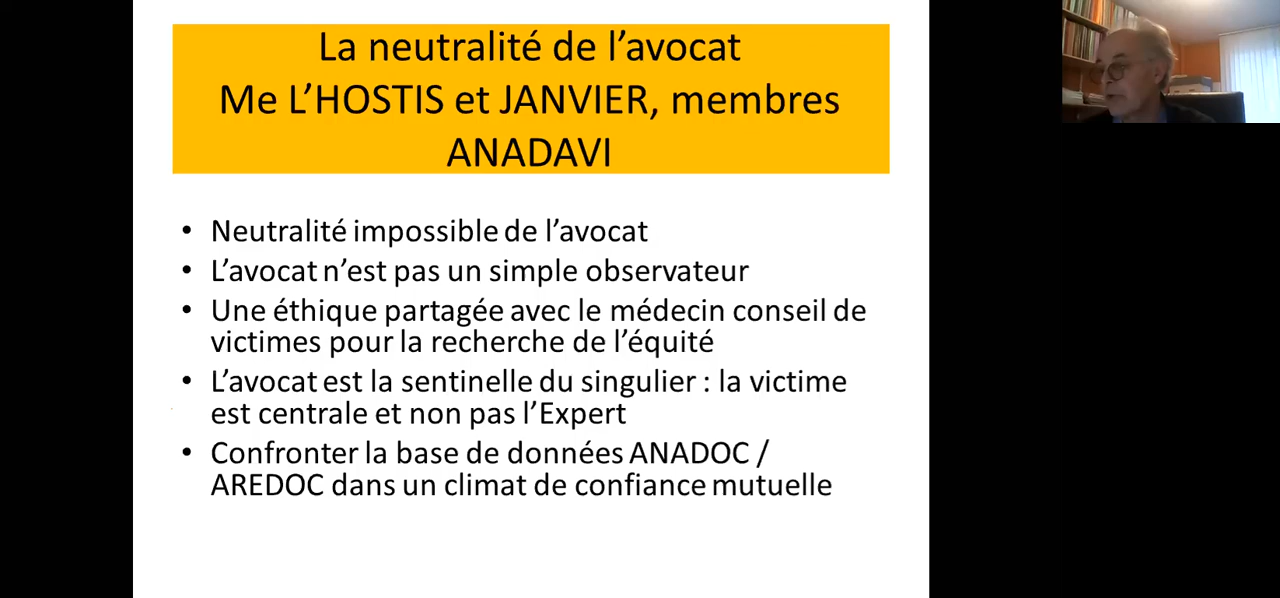 La neutralité de l’avocat
Me L’HOSTIS et JANVIER, membres
ANADAVI
• Neutralité impossible de l’avocat
• L’avocat n’est pas un simple observateur
• Une éthique partagée avec le médecin conseil de
victimes pour la recherche de l’équité
• L’avocat est la sentinelle du singulier : la victime
est centrale et non pas l’Expert
• Confronter la base de données ANADOC /
AREDOC dans un climat de confiance mutuelle